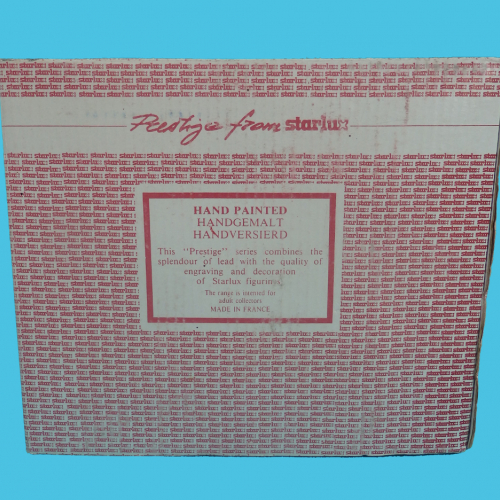 Prestige from starlux
HAND PAINTED
HANDGEMALT
HANDVERSIERD
This "Prestige" series combines the
splendour of lead with the quality of
engraving and decoration
of Starlux figurines
The range is intented for
adult collectors
MADE IN FRANCE